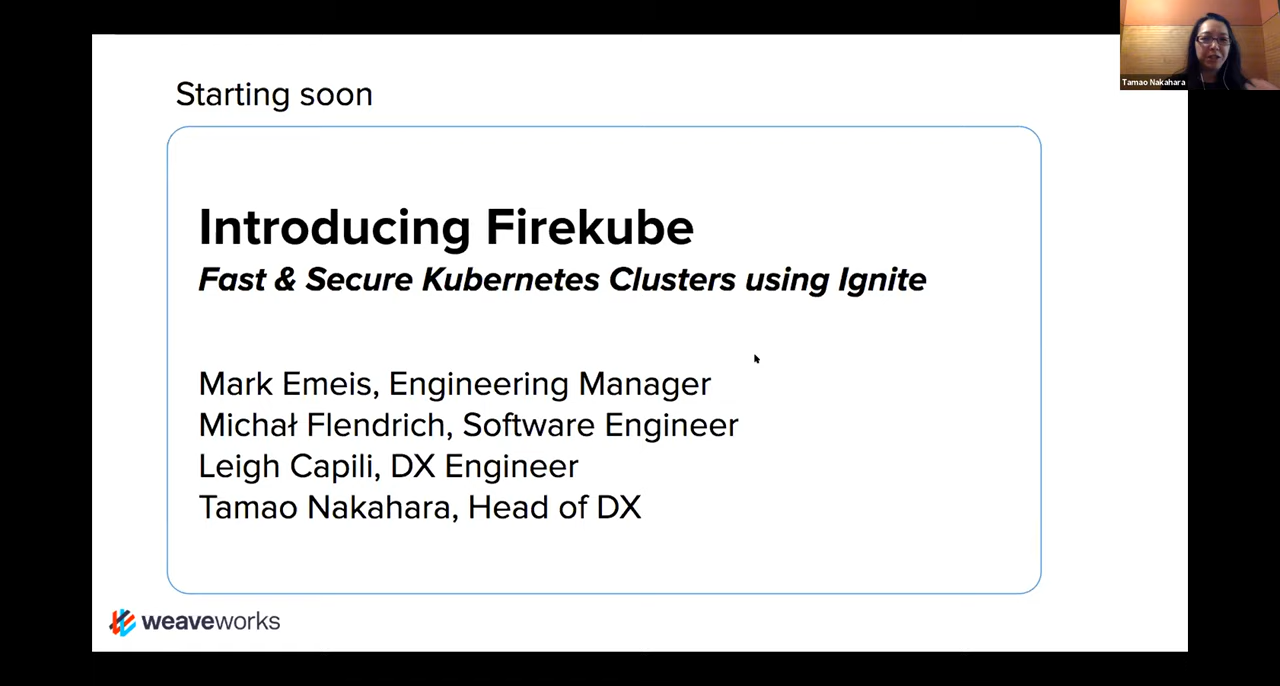 Starting soon
Tamao Nakahara
Introducing Firekube
Fast & Secure Kubernetes Clusters using Ignite
Mark Emeis, Engineering Manager
Michał Flendrich, Software Engineer
Leigh Capili, DX Engineer
Tamao Nakahara, Head of DX
weaveworks